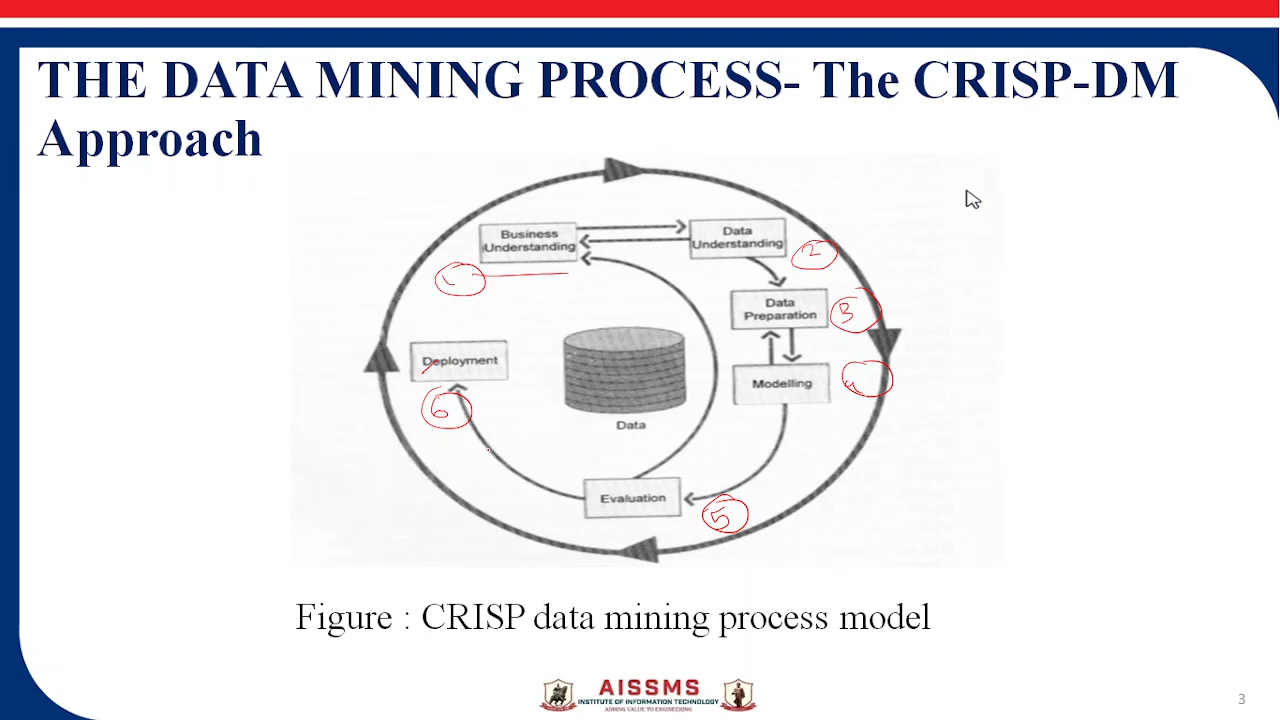 THE DATA MINING PROCESS- The CRISP-DM
Approach
Business
Understanding
Data
Understanding
2
Data
Preparation
3
Deployment
Modelling
4
6
Data
Evaluation
5
Figure : CRISP data mining process model
AISSMS
INSTITUTE OF INFORMATION TECHNOLOGY
ADDING VALUE TO ENGINEERING
3